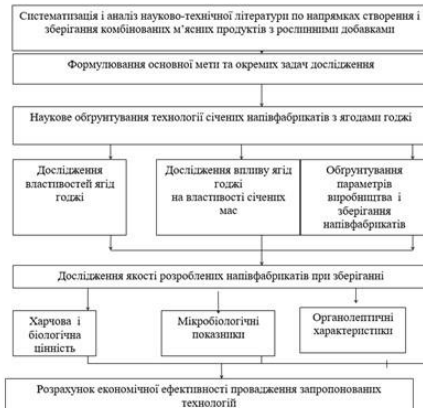 Систематизація і аналіз науково-технічної літератури по напрямках створення і
зберігання комбінованих м'ясних продуктів з рослинними добавками
Формулювання основної мети та окремих задач дослідження
Наукове обґрунтування технології січених напівфабрикатів з ягодами годжі
Дослідження
властивостей ягід
годжі
Дослідження впливу ягід
годжі
на властивості січених
мас
Обґрунтування
параметрів
виробництва і
зберігання
напівфабрикатів
Дослідження якості розроблених напівфабрикатів при зберіганні
Харчова і
біологічна
цінність
Мікробіологічні
показники
Органолептичні
характеристики
Розрахунок економічної ефективності провадження запропонованих
технологій